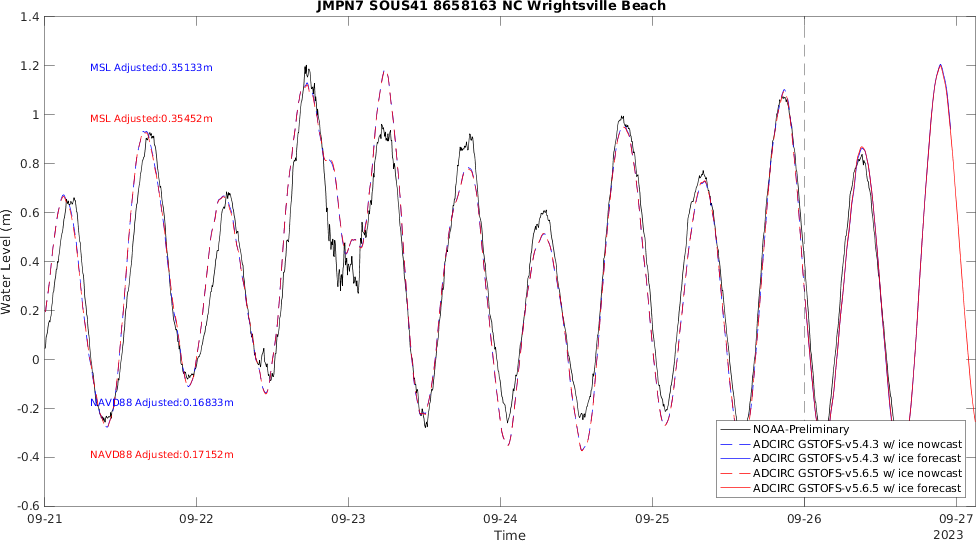 JMPN7 SOUS41 8658163 NC Wrightsville Beach
1.4
1.2
1
0.8
0.6
0.4
0.2
0
-0.2
-0.4
-0.6
Water Level (m)
MSL Adjusted:0.35133m
MSL Adjusted:0.35452m
NAVD88 Adjusted:0.16833m
NAVD88 Adjusted:0.17152m
NOAA-Preliminary
ADCIRC GSTOFS-v5.4.3 w/ ice nowcast
ADCIRC GSTOFS-v5.4.3 w/ ice forecast
ADCIRC GSTOFS-v5.6.5 w/ ice nowcast
ADCIRC GSTOFS-v5.6.5 w/ ice forecast
09-21 09-22 09-23 09-24 09-25 09-26 09-27
Time 2023